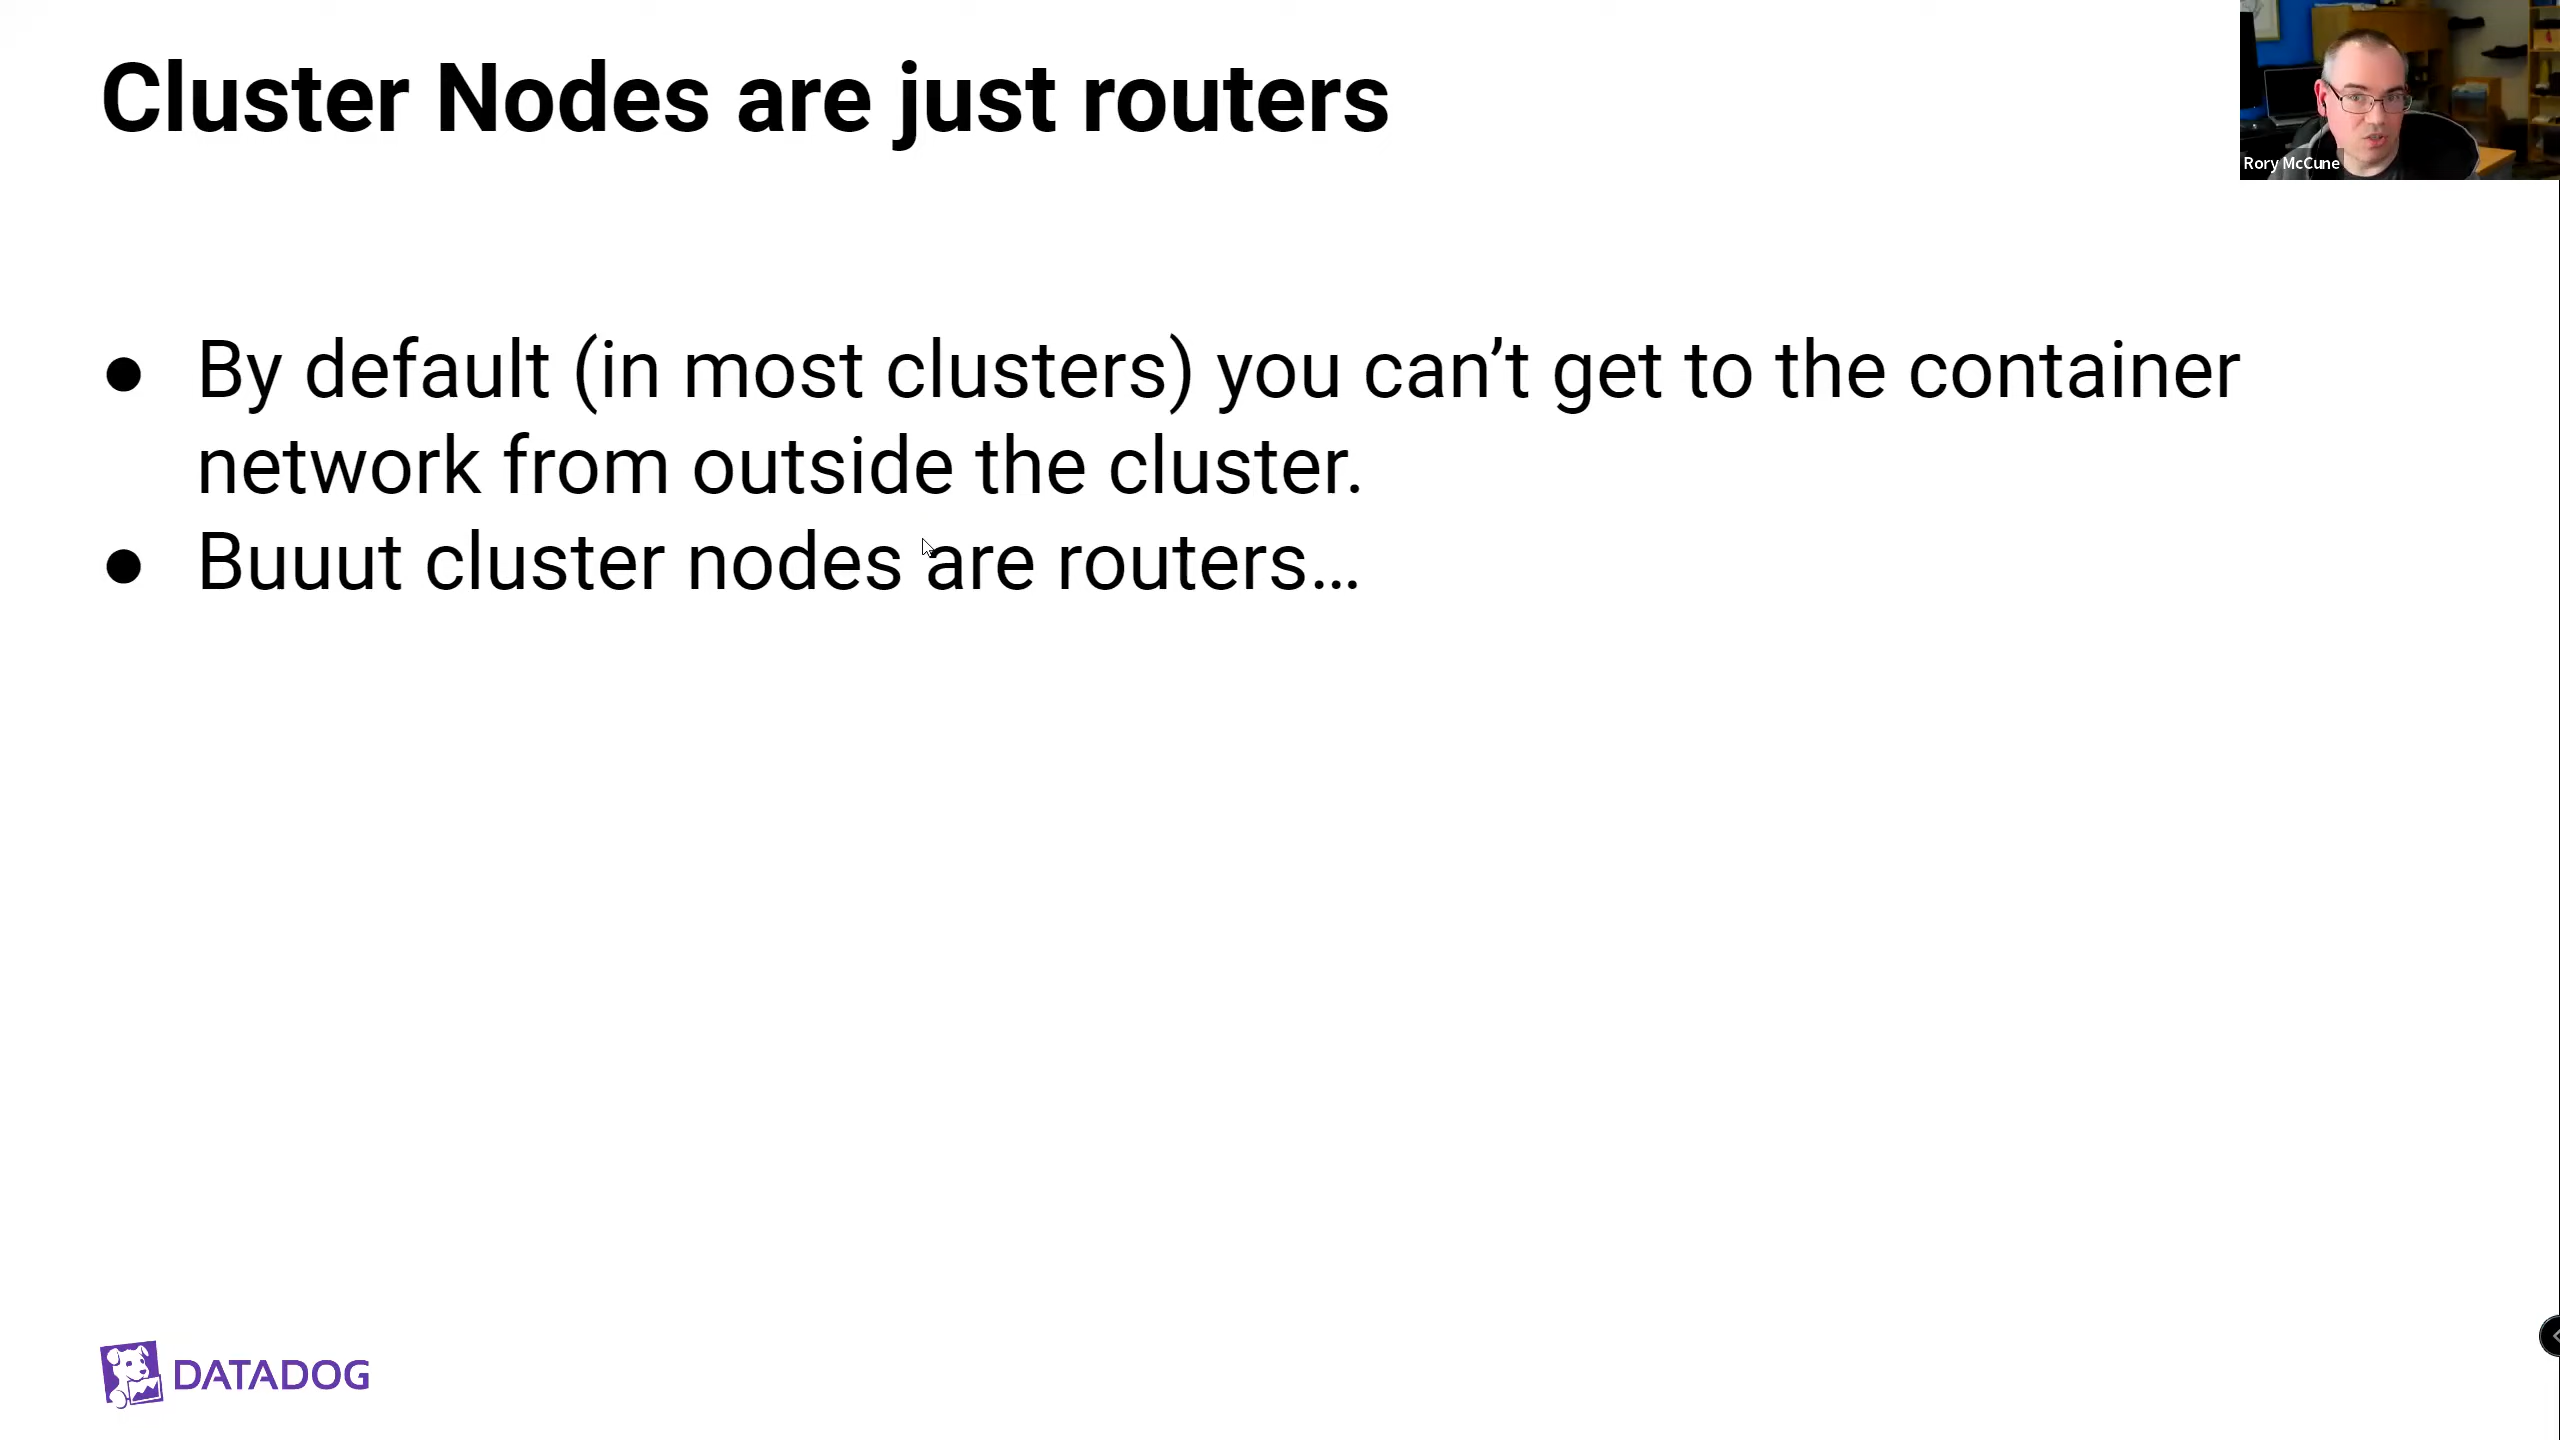 Cluster Nodes are just routers
Rory McCune
● By default (in most clusters) you can’t get to the container
network from outside the cluster.
● Buuut cluster nodes are routers…
DATADOG